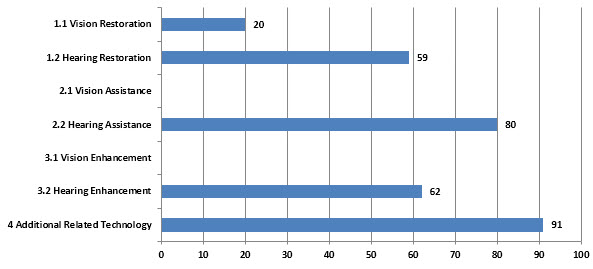 1.1 Vision Restoration 20
1.2 Hearing Restoration 59
2.1 Vision Assistance
2.2 Hearing Assistance 80
3.1 Vision Enhancement
3.2 Hearing Enhancement 62
4 Additional Related Technology 91
0 10 20 30 40 50 60 70 80 90 100